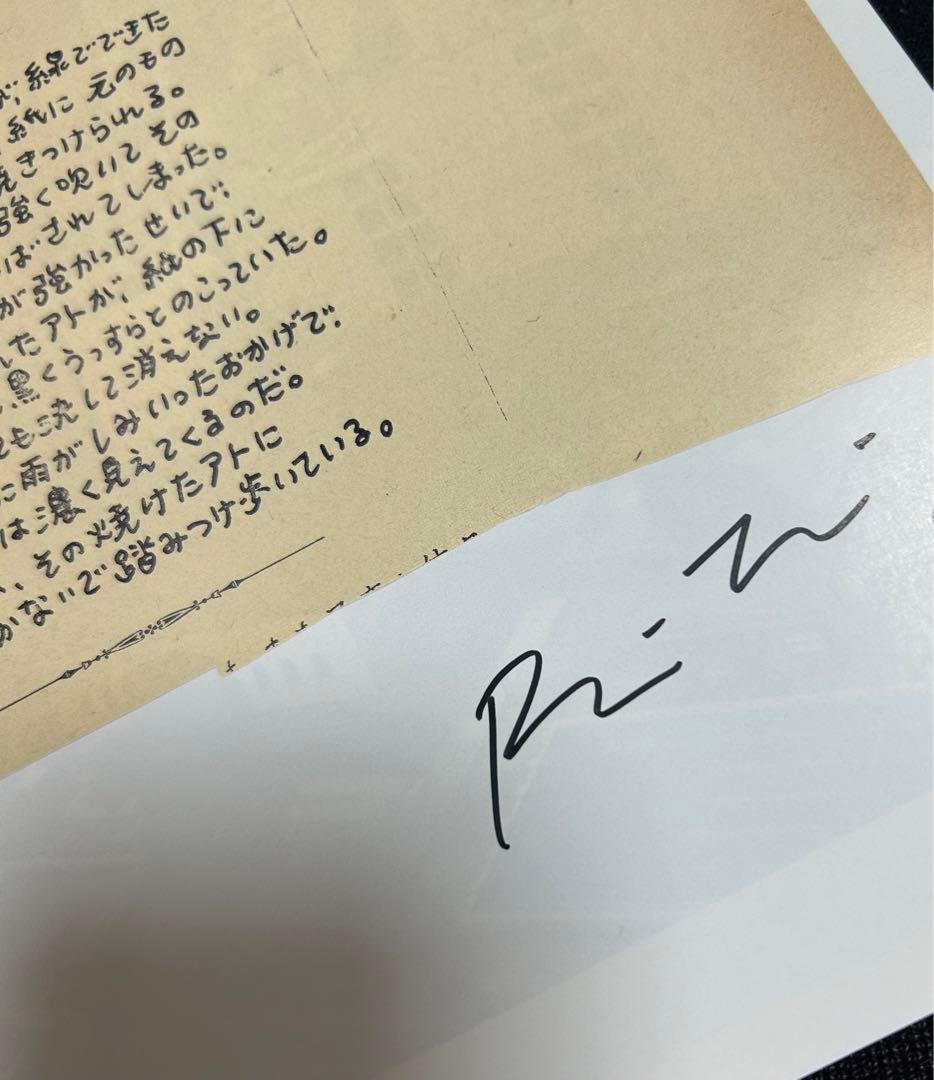 線でできた
紙に 元のもの
焼きつけられる。
強く吹いて その
ばされてしまった。
が強かったせいで:
したアトが、紙の下に
黒くうっすらとのこっていた。
も決して消えない。
に雨がしみいったおかげで:
は濃く見えてくるのだ。
、その焼けたアトに
かないで踏みつけ歩いている。